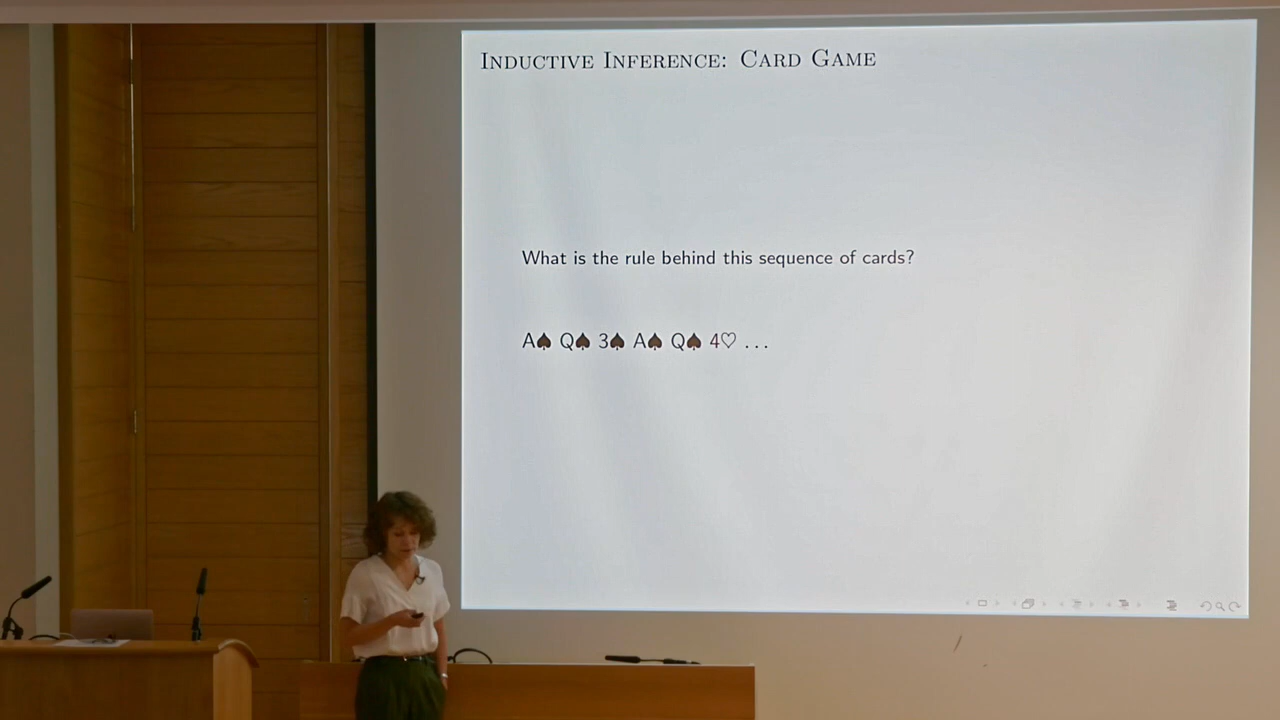 INDUCTIVE INFERENCE: CARD GAME
What is the rule behind this sequence of cards?
A♠ Q♠ 3♠ A♠ Q♠ 4♡ ...